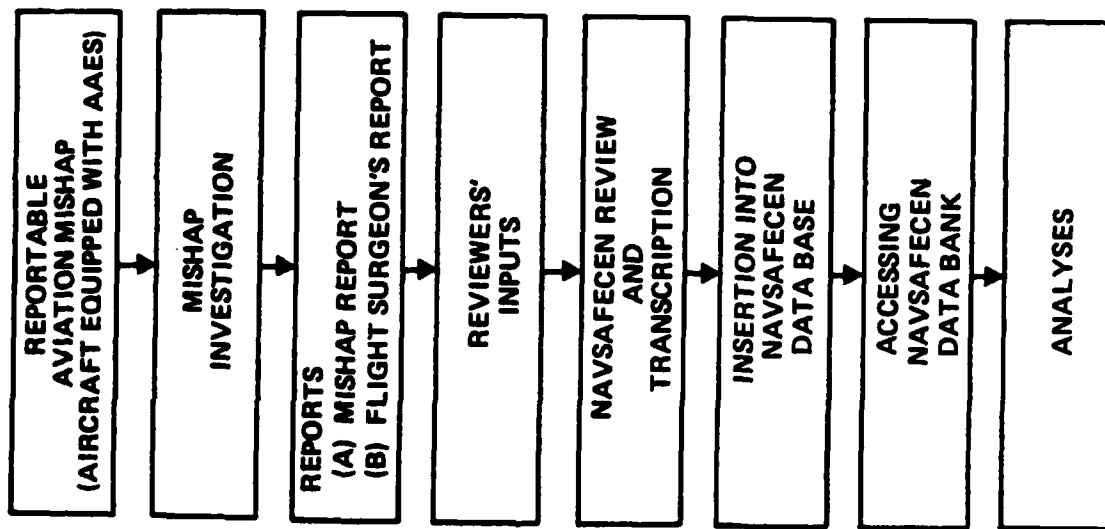 REPORTABLE
AVIATION MISHAP
(AIRCRAFT EQUIPPED WITH AAES)
MISHAP
INVESTIGATION
REPORTS
(A) MISHAP REPORT
(B) FLIGHT SURGEON'S REPORT
REVIEWERS'
INPUTS
NAVSAFECEN REVIEW
AND
TRANSCRIPTION
INSERTION INTO
NAVSAFECEN
DATA BASE
ACCESSING
NAVSAFECEN
DATA BANK
ANALYSES